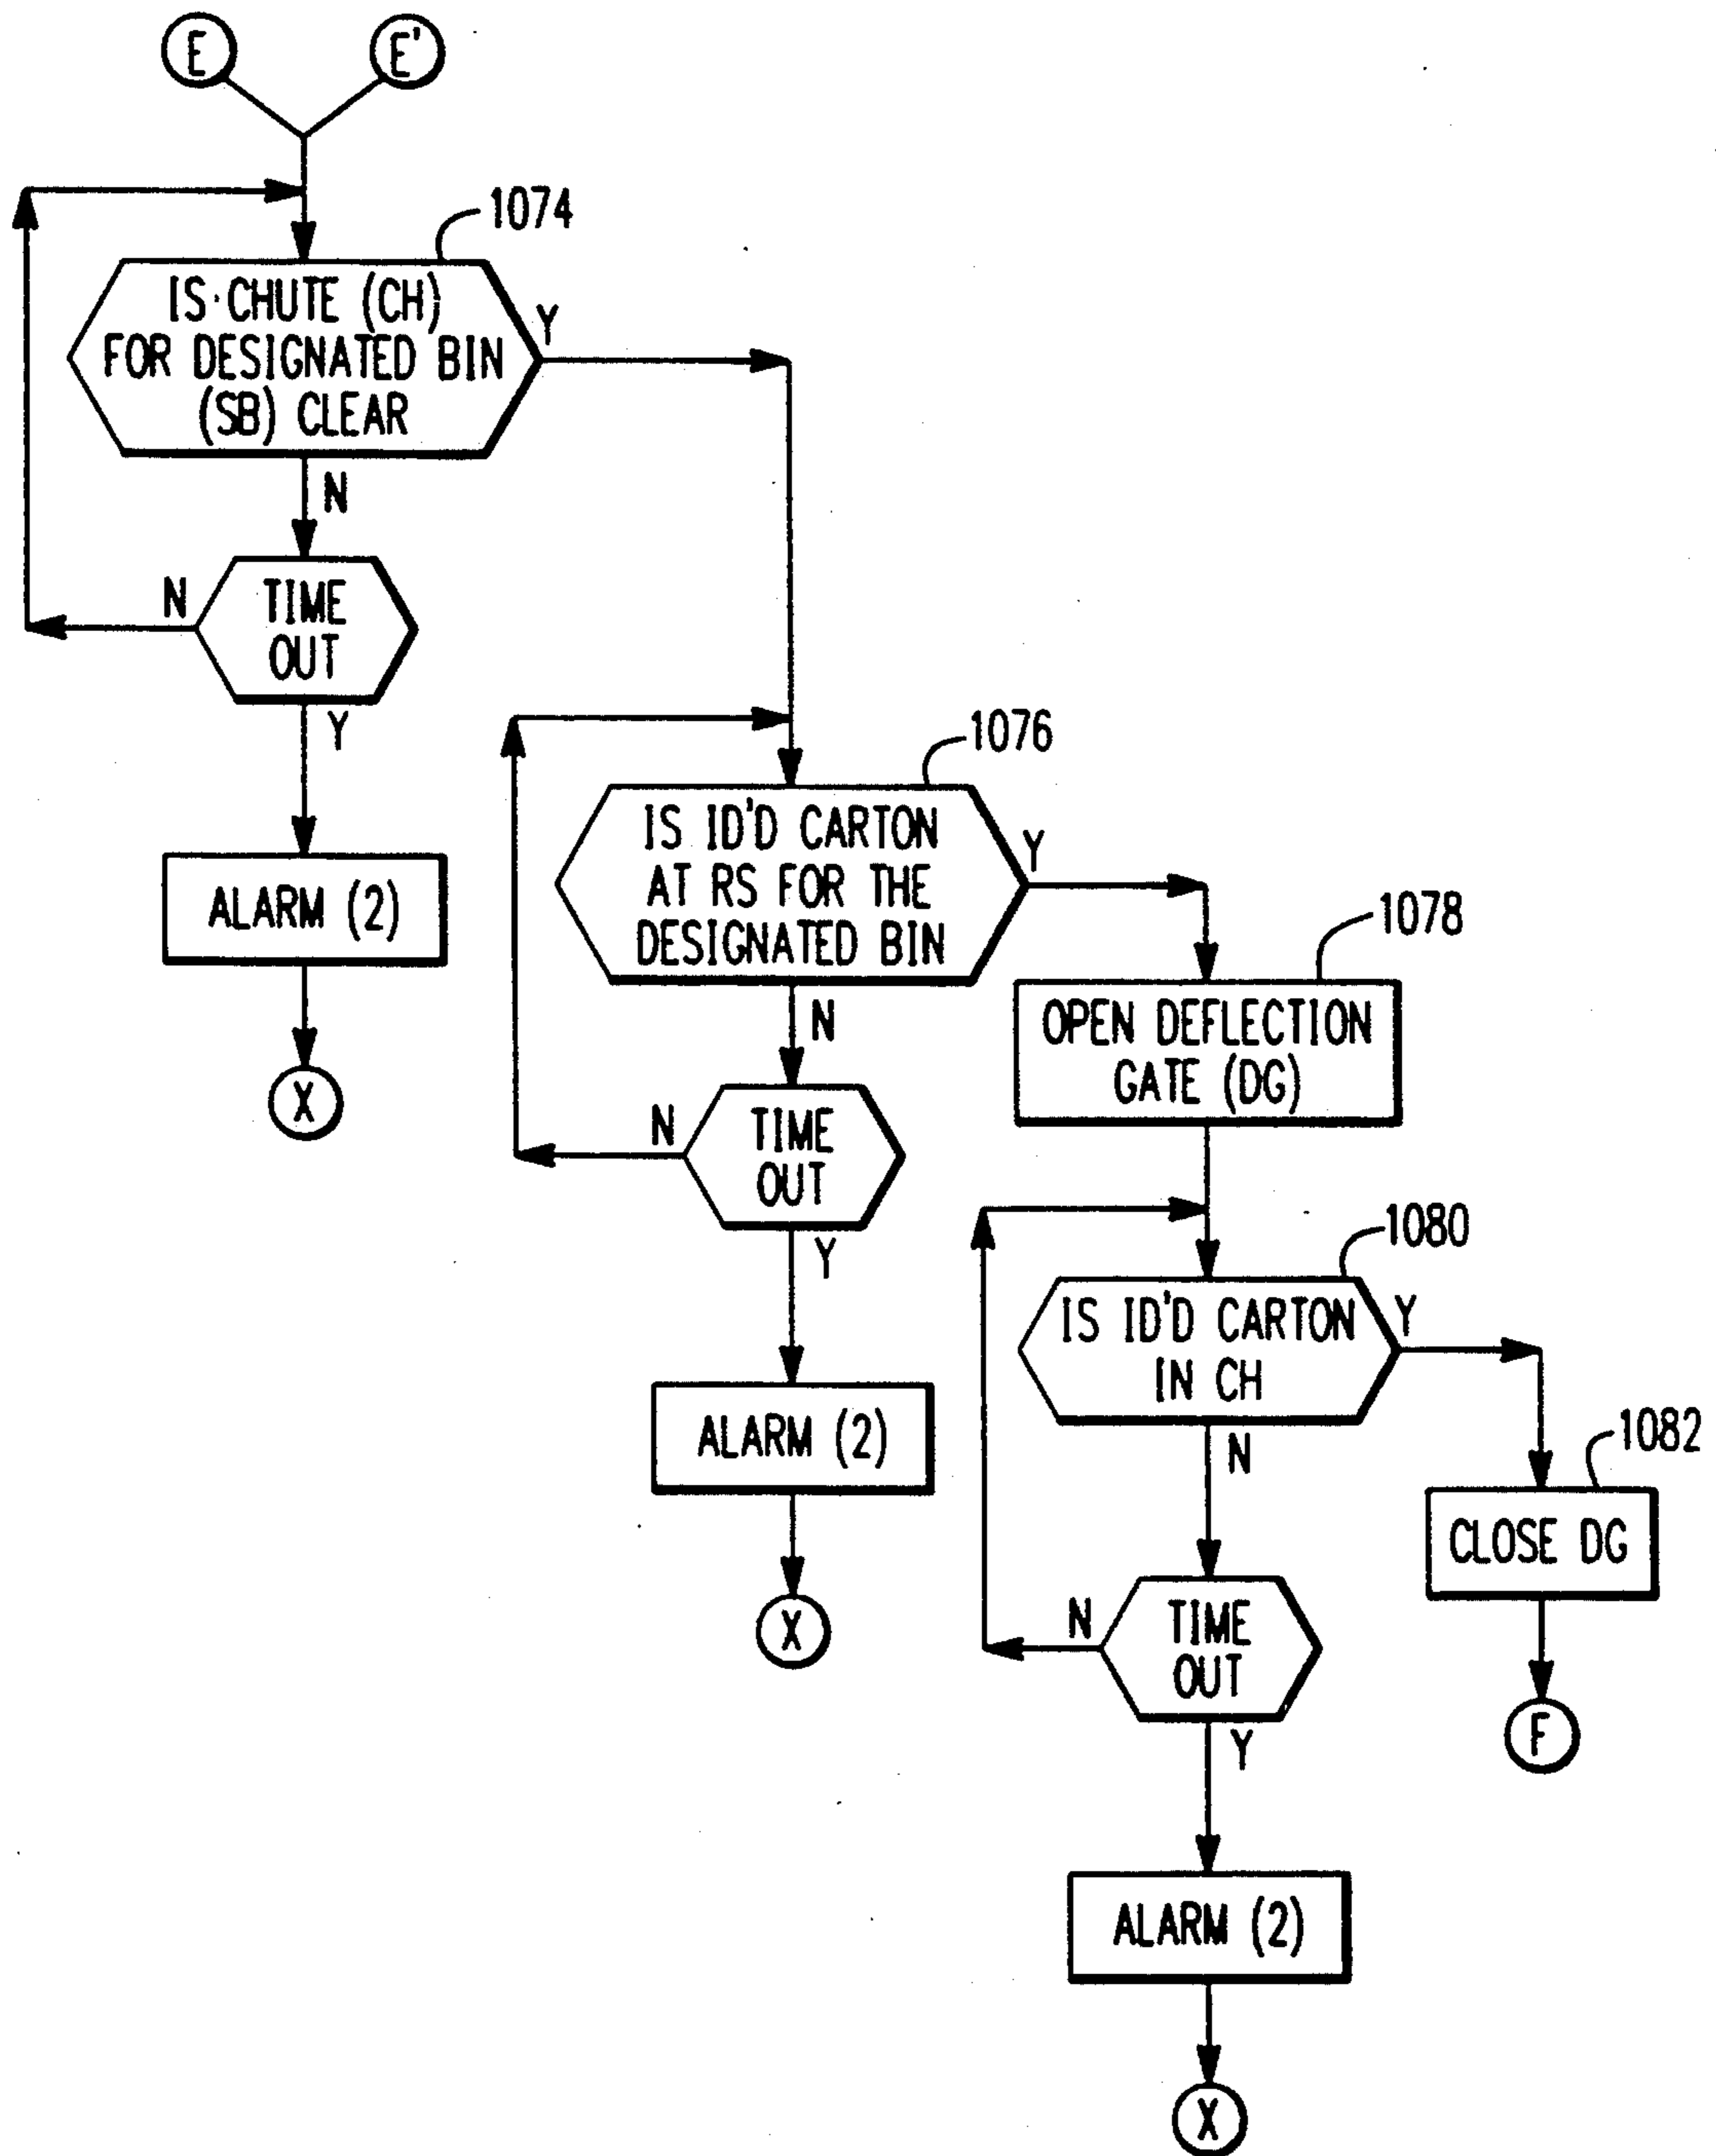 E
E'
1074
IS CHUTE (CH)
FOR DESIGNATED BIN
(SB) CLEAR
Y
N
TIME
OUT
N
Y
ALARM (2)
X
1076
IS ID'D CARTON
AT RS FOR THE
DESIGNATED BIN
Y
N
TIME
OUT
N
Y
ALARM (2)
X
1078
OPEN DEFLECTION
GATE (DG)
1080
IS ID'D CARTON
IN CH
Y
N
TIME
OUT
N
Y
ALARM (2)
X
1082
CLOSE DG
F